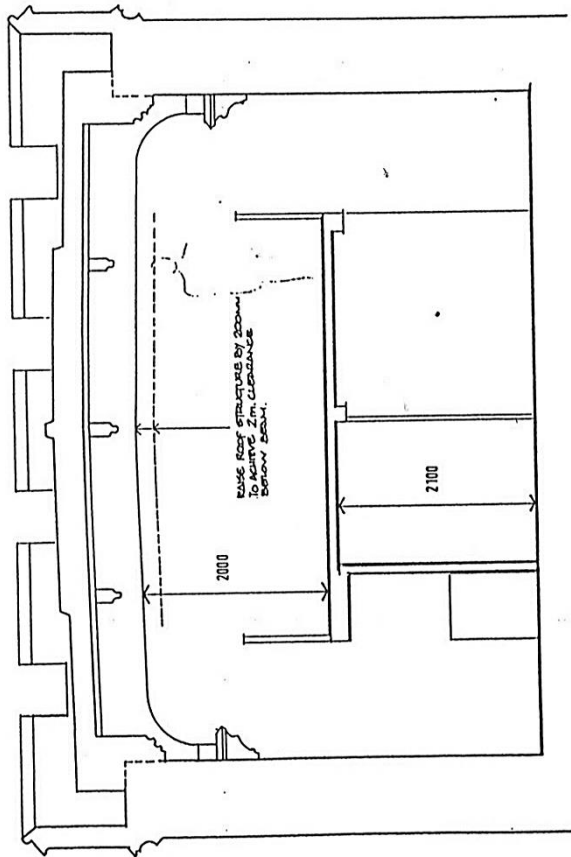 RAISE ROOF STRUCTURE BY 200mm
TO ACHIEVE 2m. CLEARANCE
BELOW BEAM.
2000
2100